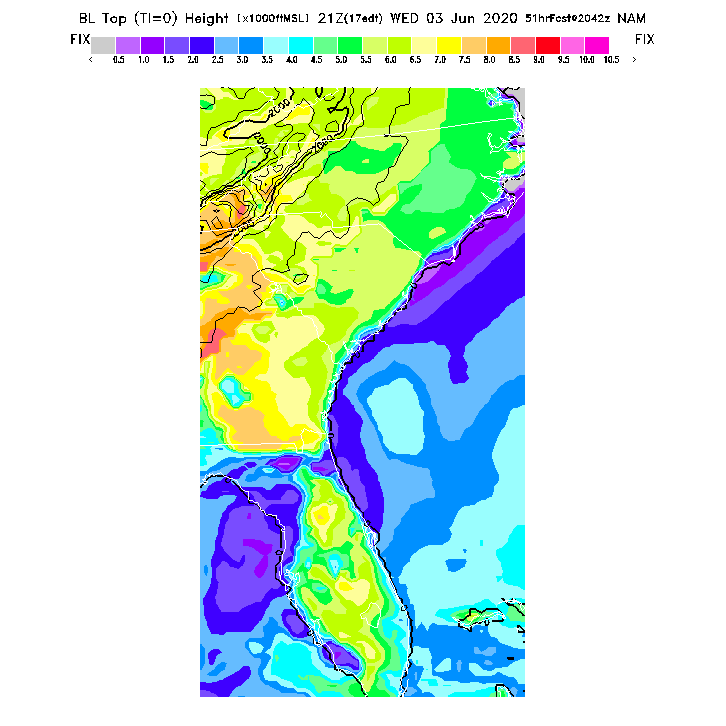 BL Top (TI=0) Height [x1000ftMSL] 21Z(17edt) WED 03 Jun 2020 51hrFcst@2042z NAM
FIX FIX
< 0.5 1.0 1.5 2.0 2.5 3.0 3.5 4.0 4.5 5.0 5.5 6.0 6.5 7.0 7.5 8.0 8.5 9.0 9.5 10.0 10.5 >
2000
2000
2000